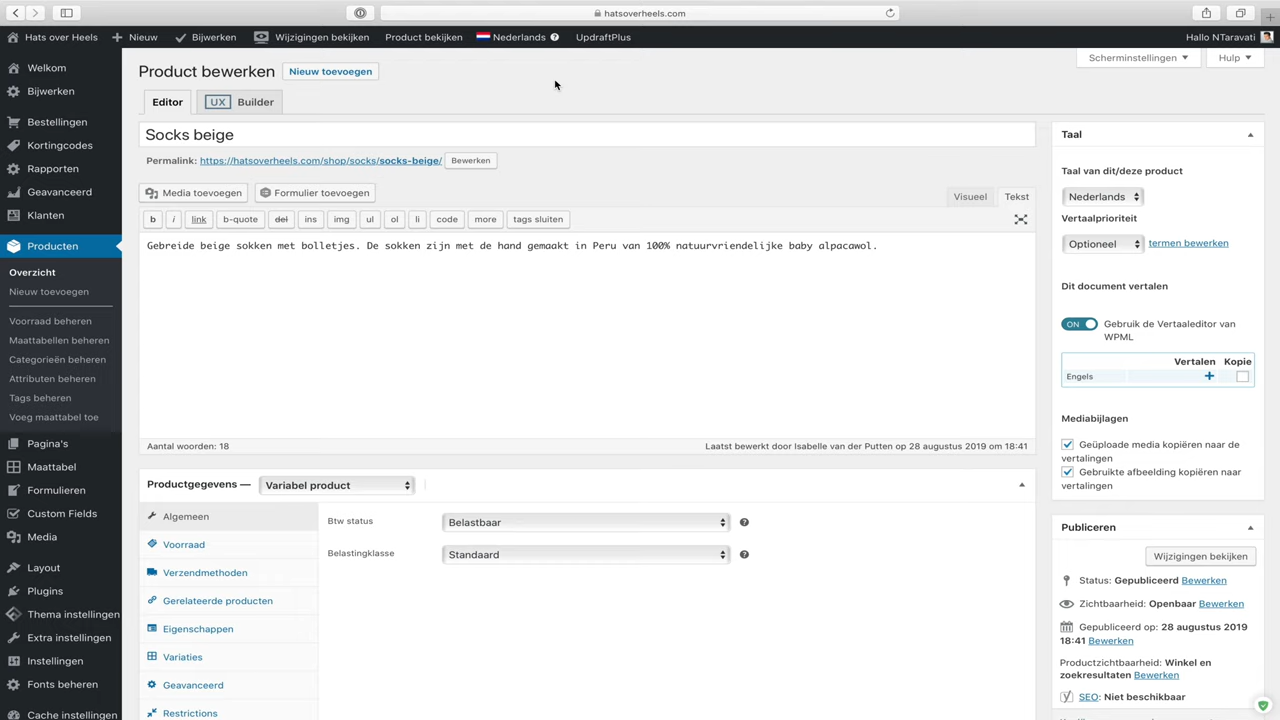 hatsoverheels.com
Hats over Heels
Nieuw
Bijwerken
Wijzigingen bekijken
Product bekijken
Nederlands
UpdraftPlus
Hallo NTaravati
Welkom
Bijwerken
Bestellingen
Kortingcodes
Rapporten
Geavanceerd
Klanten
Producten
Overzicht
Nieuw toevoegen
Voorraad beheren
Maattabellen beheren
Categorieën beheren
Attributen beheren
Tags beheren
Voeg maattabel toe
Pagina's
Maattabel
Formulieren
Custom Fields
Media
Layout
Plugins
Thema instellingen
Extra instellingen
Instellingen
Fonts beheren
Cache instellingen
Scherminstellingen
Hulp
Product bewerken
Nieuw toevoegen
Editor
UX Builder
Socks beige
Permalink: https://hatsoverheels.com/shop/socks/socks-beige/ Bewerken
Media toevoegen
Formulier toevoegen
Visueel
Tekst
b i link b-quote del ins img ul ol li code more tags sluiten
Gebreide beige sokken met bolletjes. De sokken zijn met de hand gemaakt in Peru van 100% natuurvriendelijke baby alpacawol.
Aantal woorden: 18
Laatst bewerkt door Isabelle van der Putten op 28 augustus 2019 om 18:41
Productgegevens — Variabel product
Algemeen
Voorraad
Verzendmethoden
Gerelateerde producten
Eigenschappen
Variaties
Geavanceerd
Restrictions
Btw status
Belastbaar
Belastingklasse
Standaard
Taal
Taal van dit/deze product
Nederlands
Vertaalprioriteit
Optioneel
termen bewerken
Dit document vertalen
ON
Gebruik de Vertaaleditor van
WPML
Vertalen Kopie
Engels +
Mediabijlagen
Geüploade media kopiëren naar de
vertalingen
Gebruikte afbeelding kopiëren naar
vertalingen
Publiceren
Wijzigingen bekijken
Status: Gepubliceerd Bewerken
Zichtbaarheid: Openbaar Bewerken
Gepubliceerd op: 28 augustus 2019
18:41 Bewerken
Productzichtbaarheid: Winkel en
zoekresultaten Bewerken
SEO: Niet beschikbaar